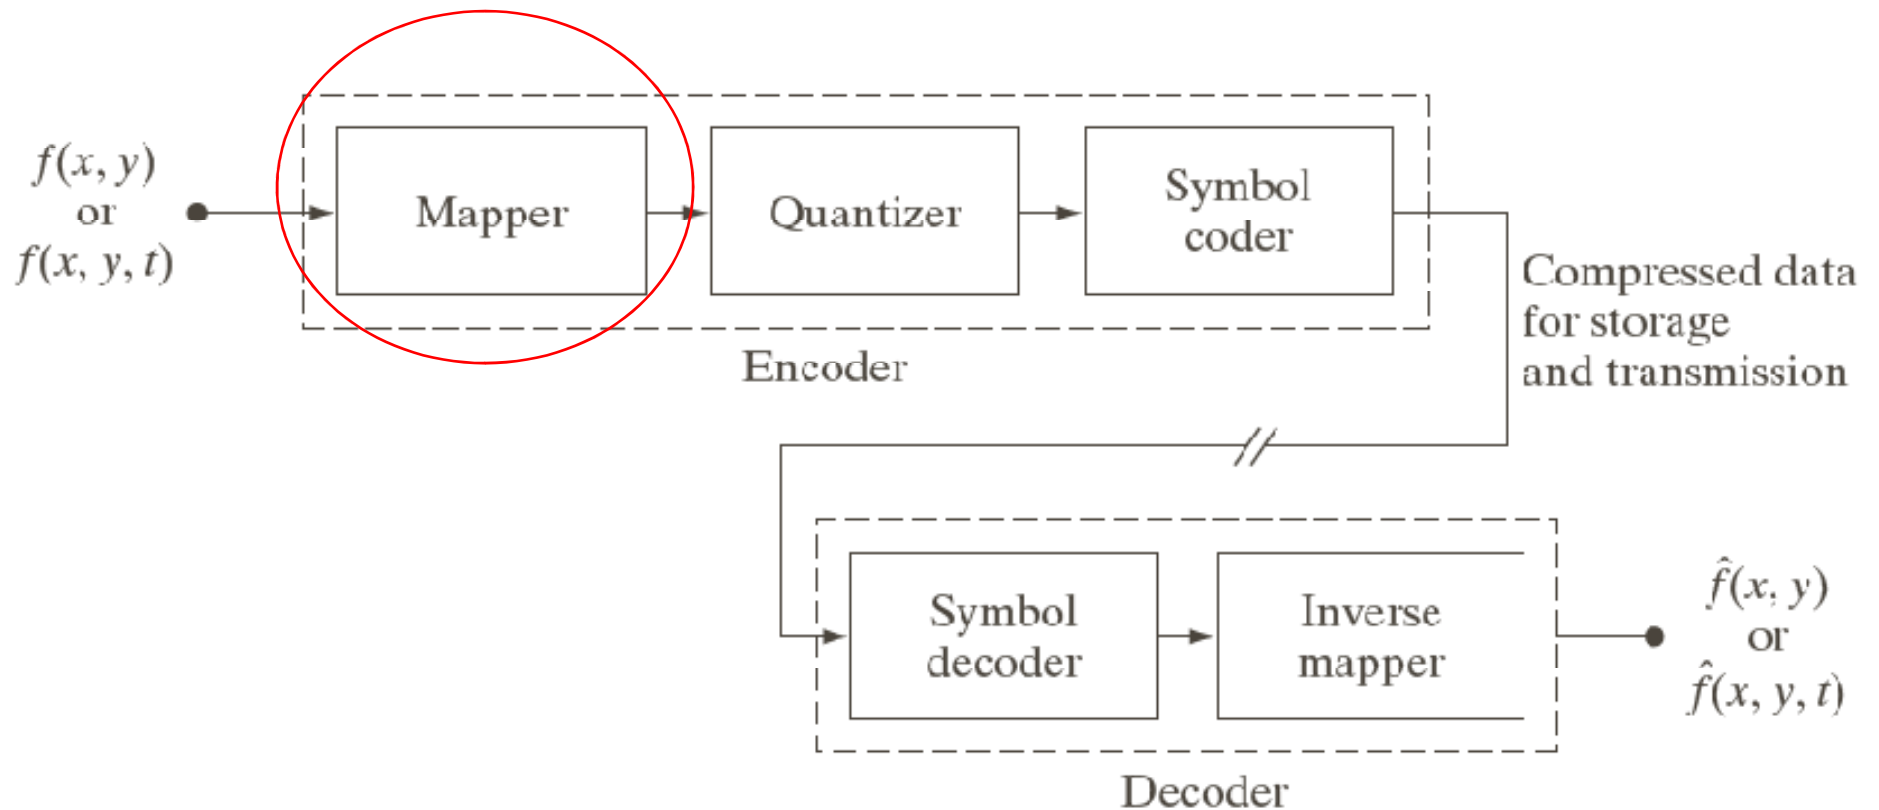 f(x, y)
or
f(x, y, t)
Mapper
Quantizer
Symbol
coder
Encoder
Compressed data
for storage
and transmission
Symbol
decoder
Inverse
mapper
Decoder
f̂(x, y)
or
f̂(x, y, t)